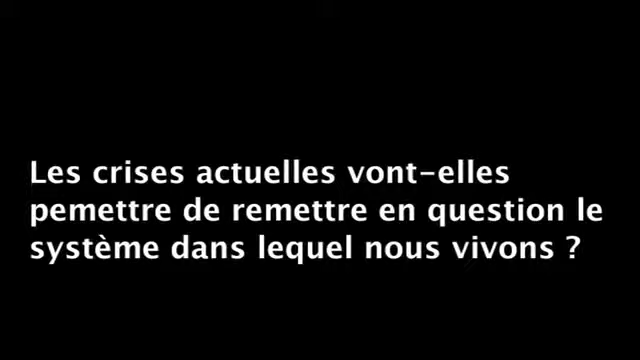 Les crises actuelles vont-elles
pemettre de remettre en question le
système dans lequel nous vivons ?